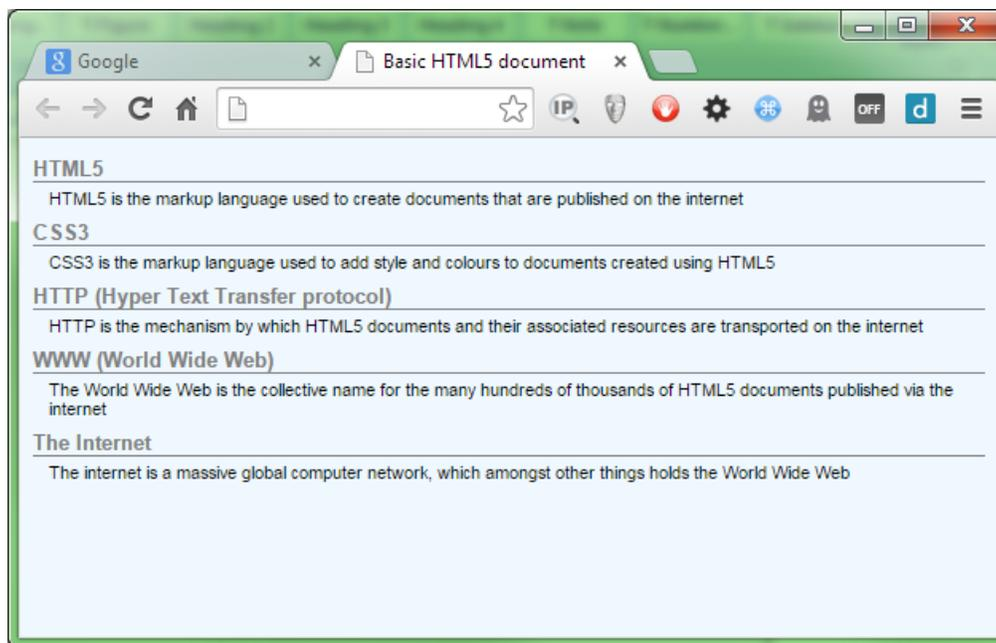 Google
Basic HTML5 document
IP
OFF
d
HTML5
HTML5 is the markup language used to create documents that are published on the internet
CSS3
CSS3 is the markup language used to add style and colours to documents created using HTML5
HTTP (Hyper Text Transfer protocol)
HTTP is the mechanism by which HTML5 documents and their associated resources are transported on the internet
WWW (World Wide Web)
The World Wide Web is the collective name for the many hundreds of thousands of HTML5 documents published via the
internet
The Internet
The internet is a massive global computer network, which amongst other things holds the World Wide Web